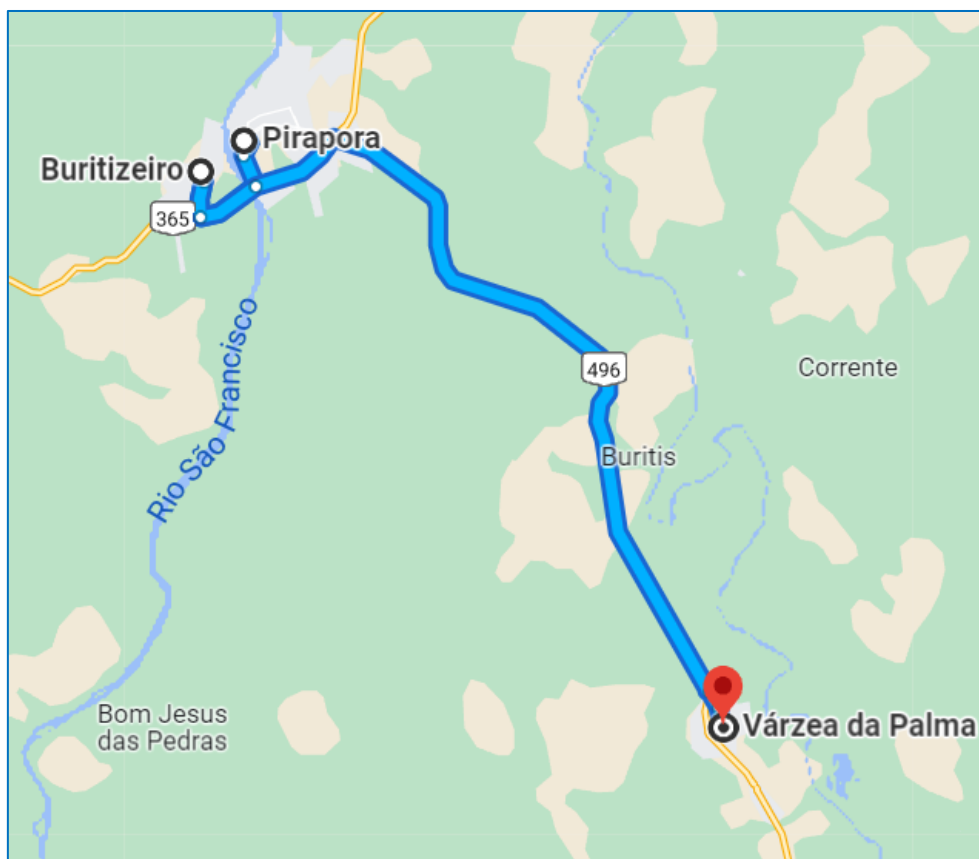 Pirapora
Buritizeiro
365
Rio São Francisco
496
Corrente
Buritis
Bom Jesus
das Pedras
Várzea da Palma